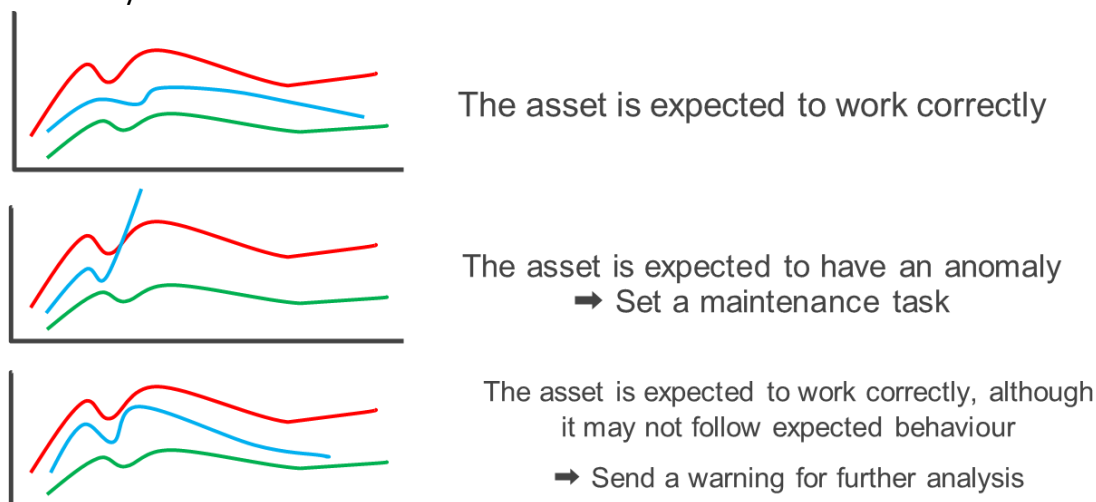 The asset is expected to work correctly
The asset is expected to have an anomaly
➡ Set a maintenance task
The asset is expected to work correctly, although
it may not follow expected behaviour
➡ Send a warning for further analysis